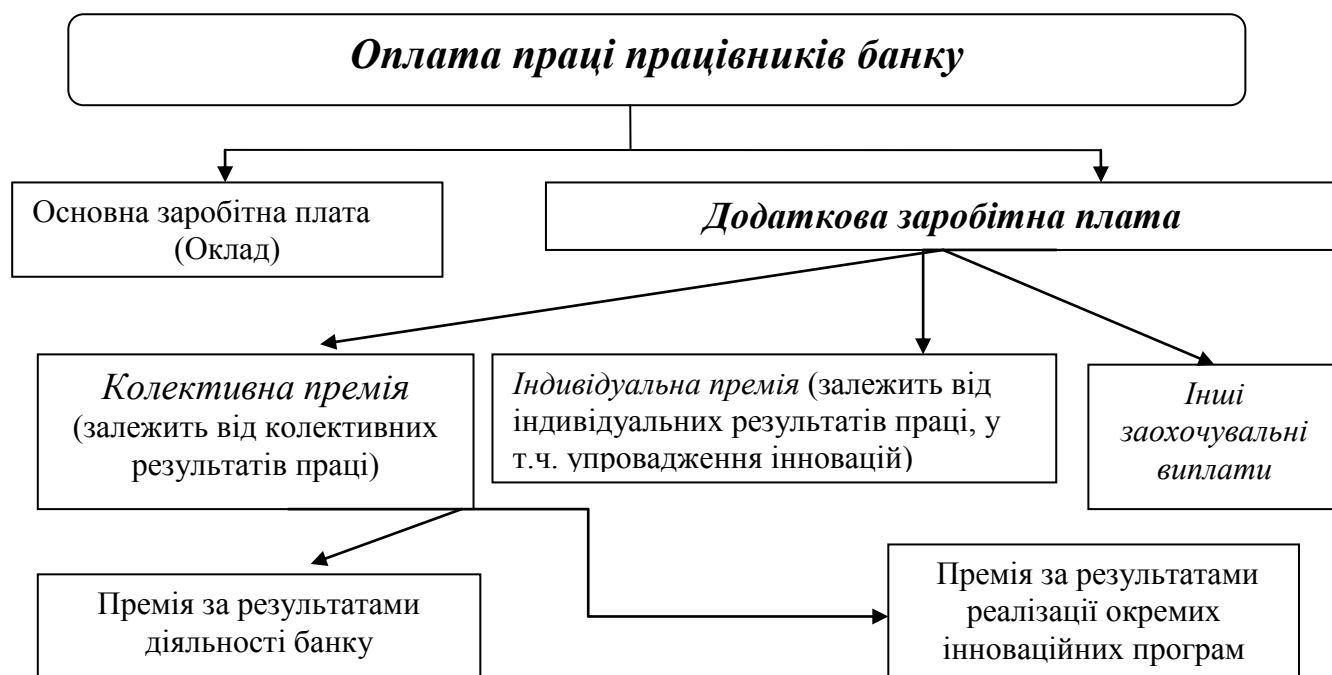 Оплата праці працівників банку
Основна заробітна плата
(Оклад)
Додаткова заробітна плата
Колективна премія
(залежить від колективних
результатів праці)
Індивідуальна премія (залежить від
індивідуальних результатів праці, у
т.ч. упровадження інновацій)
Інші
заохочувальні
виплати
Премія за результатами
діяльності банку
Премія за результатами
реалізації окремих
інноваційних програм